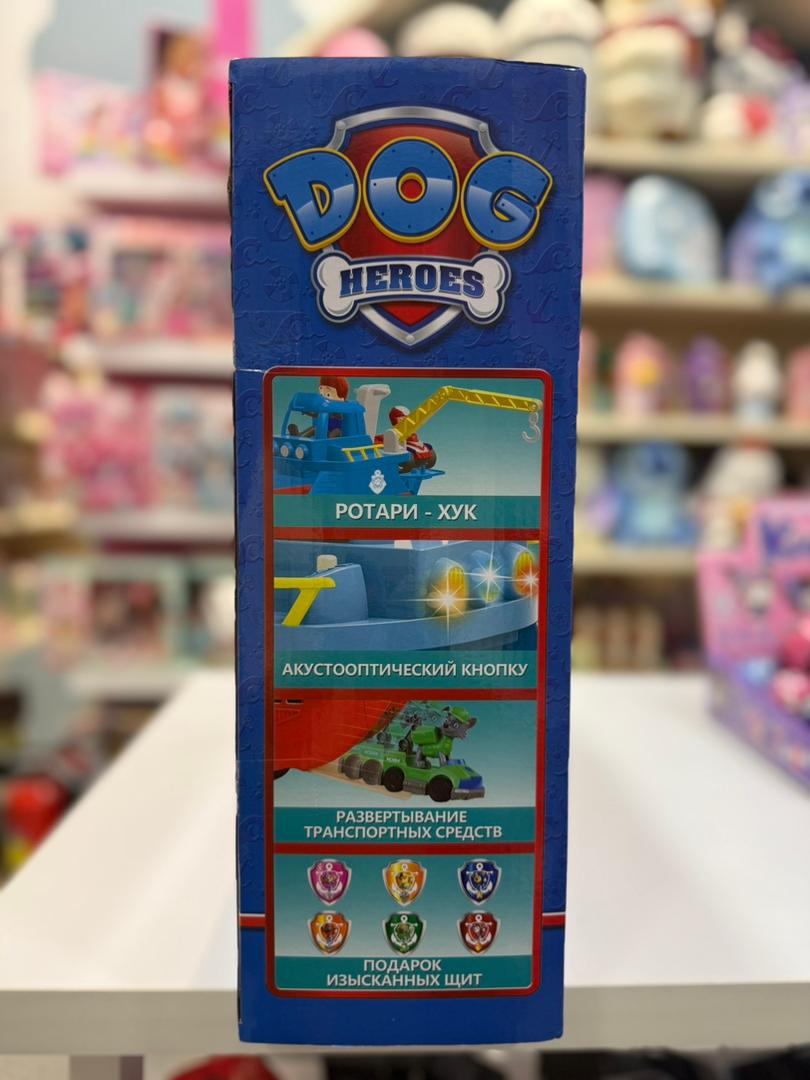 DOG
HEROES
РОТАРИ - ХУК
АКУСТООПТИЧЕСКИЙ КНОПКУ
РАЗВЕРТЫВАНИЕ
ТРАНСПОРТНЫХ СРЕДСТВ
ПОДАРОК
ИЗЫСКАННЫХ ЩИТ